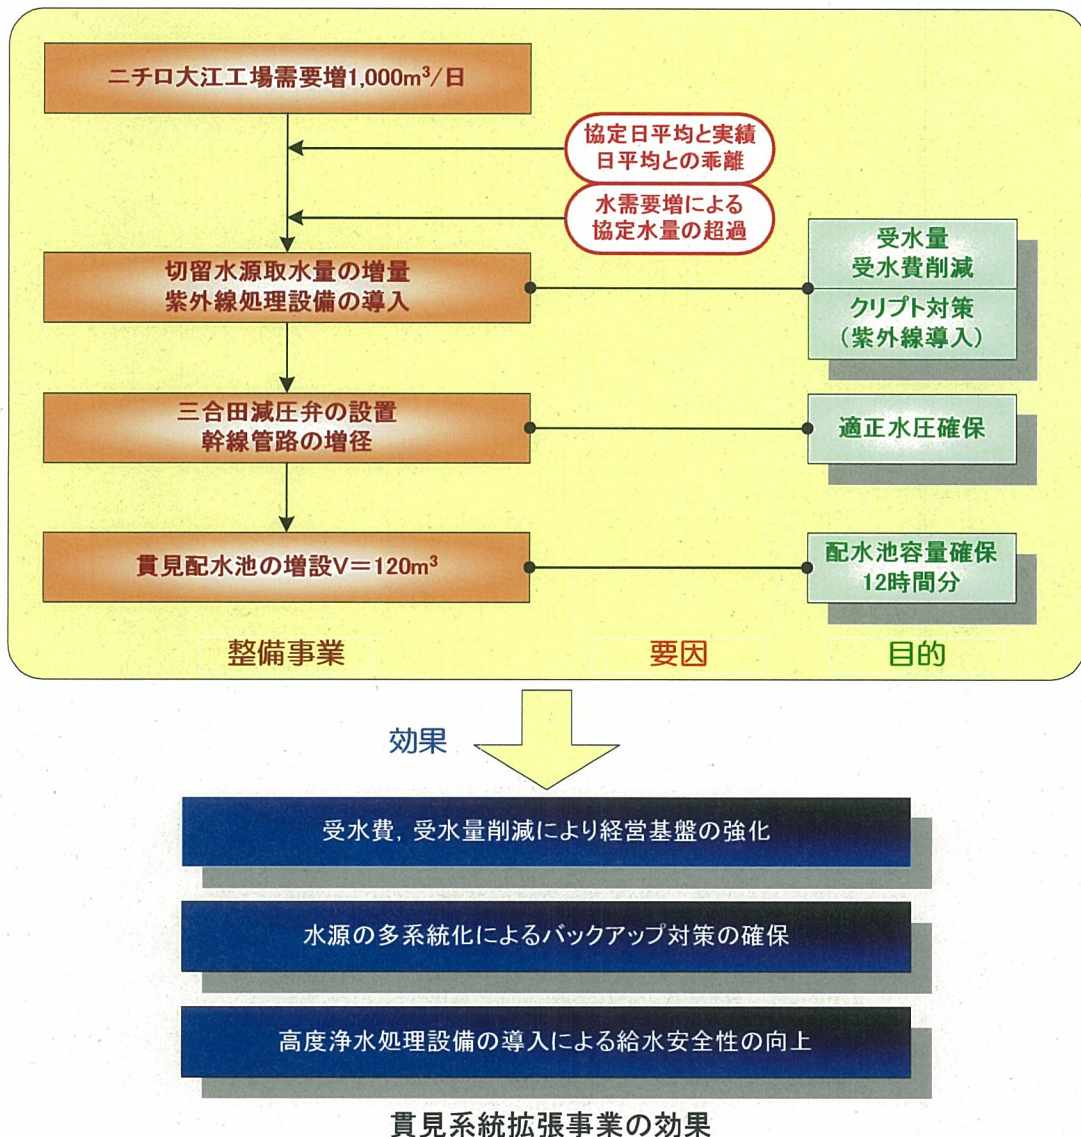 ニチロ大江工場需要増1,000m³/日
協定日平均と実績
日平均との乖離
水需要増による
協定水量の超過
切留水源取水量の増量
紫外線処理設備の導入
受水量
受水費削減
クリプト対策
(紫外線導入)
三合田減圧弁の設置
幹線管路の増径
適正水圧確保
貫見配水池の増設V=120m³
配水池容量確保
12時間分
整備事業
要因
目的
効果
受水費,受水量削減により経営基盤の強化
水源の多系統化によるバックアップ対策の確保
高度浄水処理設備の導入による給水安全性の向上
貫見系統拡張事業の効果